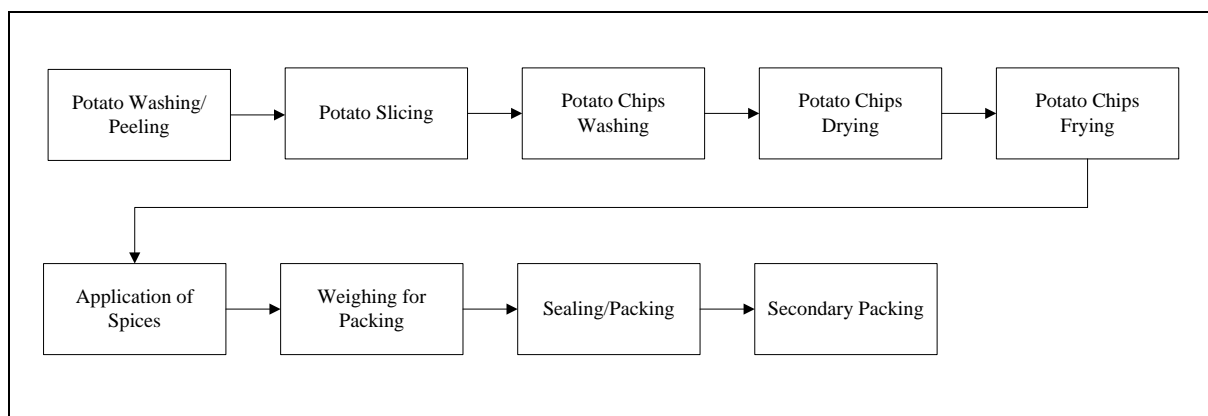 Potato Washing/
Peeling
Potato Slicing
Potato Chips
Washing
Potato Chips
Drying
Potato Chips
Frying
Application of
Spices
Weighing for
Packing
Sealing/Packing
Secondary Packing